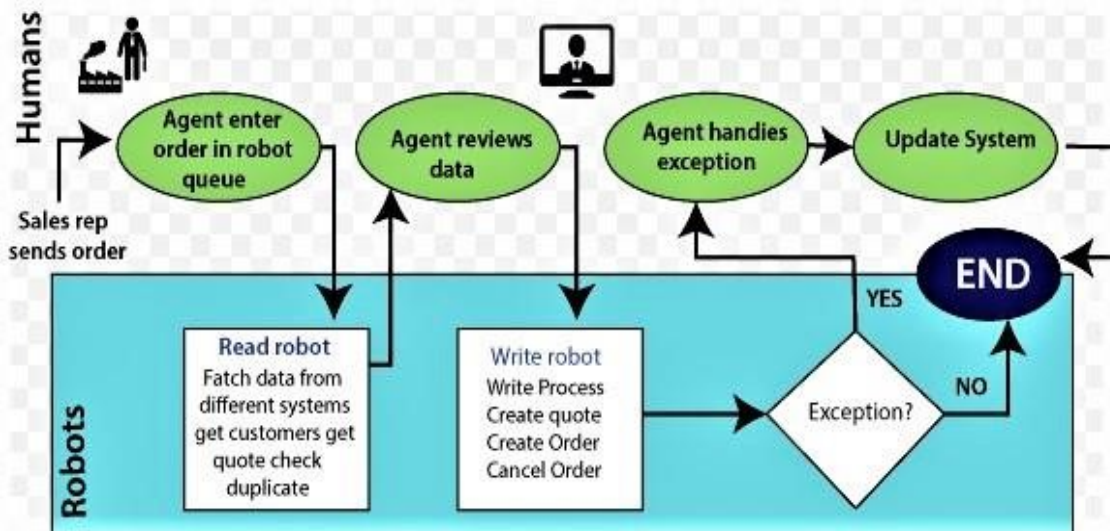 Humans
Agent enter
order in robot
queue
Agent reviews
data
Agent handies
exception
Update System
Sales rep
sends order
END
YES
Robots
Read robot
Fatch data from
different systems
get customers get
quote check
duplicate
Write robot
Write Process
Create quote
Create Order
Cancel Order
Exception?
NO